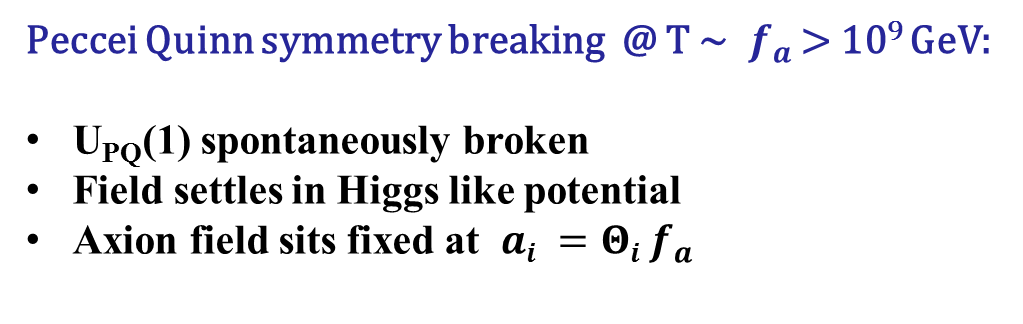 Peccei Quinn symmetry breaking @ T ~ fₐ > 10⁹ GeV:
• U_PQ(1) spontaneously broken
• Field settles in Higgs like potential
• Axion field sits fixed at aᵢ = Θᵢ fₐ